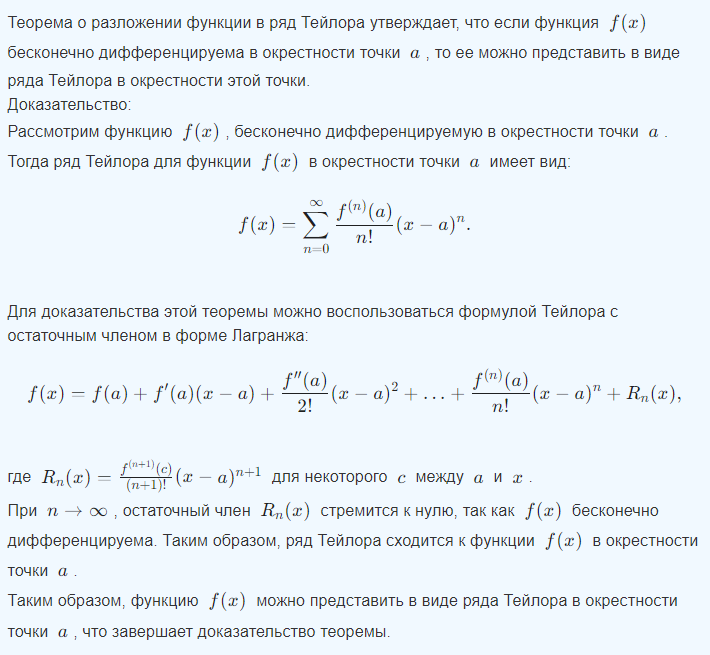 Теорема о разложении функции в ряд Тейлора утверждает, что если функция f(x)
бесконечно дифференцируема в окрестности точки a , то ее можно представить в виде
ряда Тейлора в окрестности этой точки.
Доказательство:
Рассмотрим функцию f(x) , бесконечно дифференцируемую в окрестности точки a .
Тогда ряд Тейлора для функции f(x) в окрестности точки a имеет вид:
f(x) = ∑_{n=0}^{∞} \frac{f^{(n)}(a)}{n!}(x − a)^n.
Для доказательства этой теоремы можно воспользоваться формулой Тейлора с
остаточным членом в форме Лагранжа:
f(x) = f(a) + f′(a)(x − a) + \frac{f″(a)}{2!}(x − a)^2 + … + \frac{f^{(n)}(a)}{n!}(x − a)^n + R_n(x),
где R_n(x) = \frac{f^{(n+1)}(c)}{(n+1)!}(x − a)^{n+1} для некоторого c между a и x .
При n → ∞ , остаточный член R_n(x) стремится к нулю, так как f(x) бесконечно
дифференцируема. Таким образом, ряд Тейлора сходится к функции f(x) в окрестности
точки a .
Таким образом, функцию f(x) можно представить в виде ряда Тейлора в окрестности
точки a , что завершает доказательство теоремы.